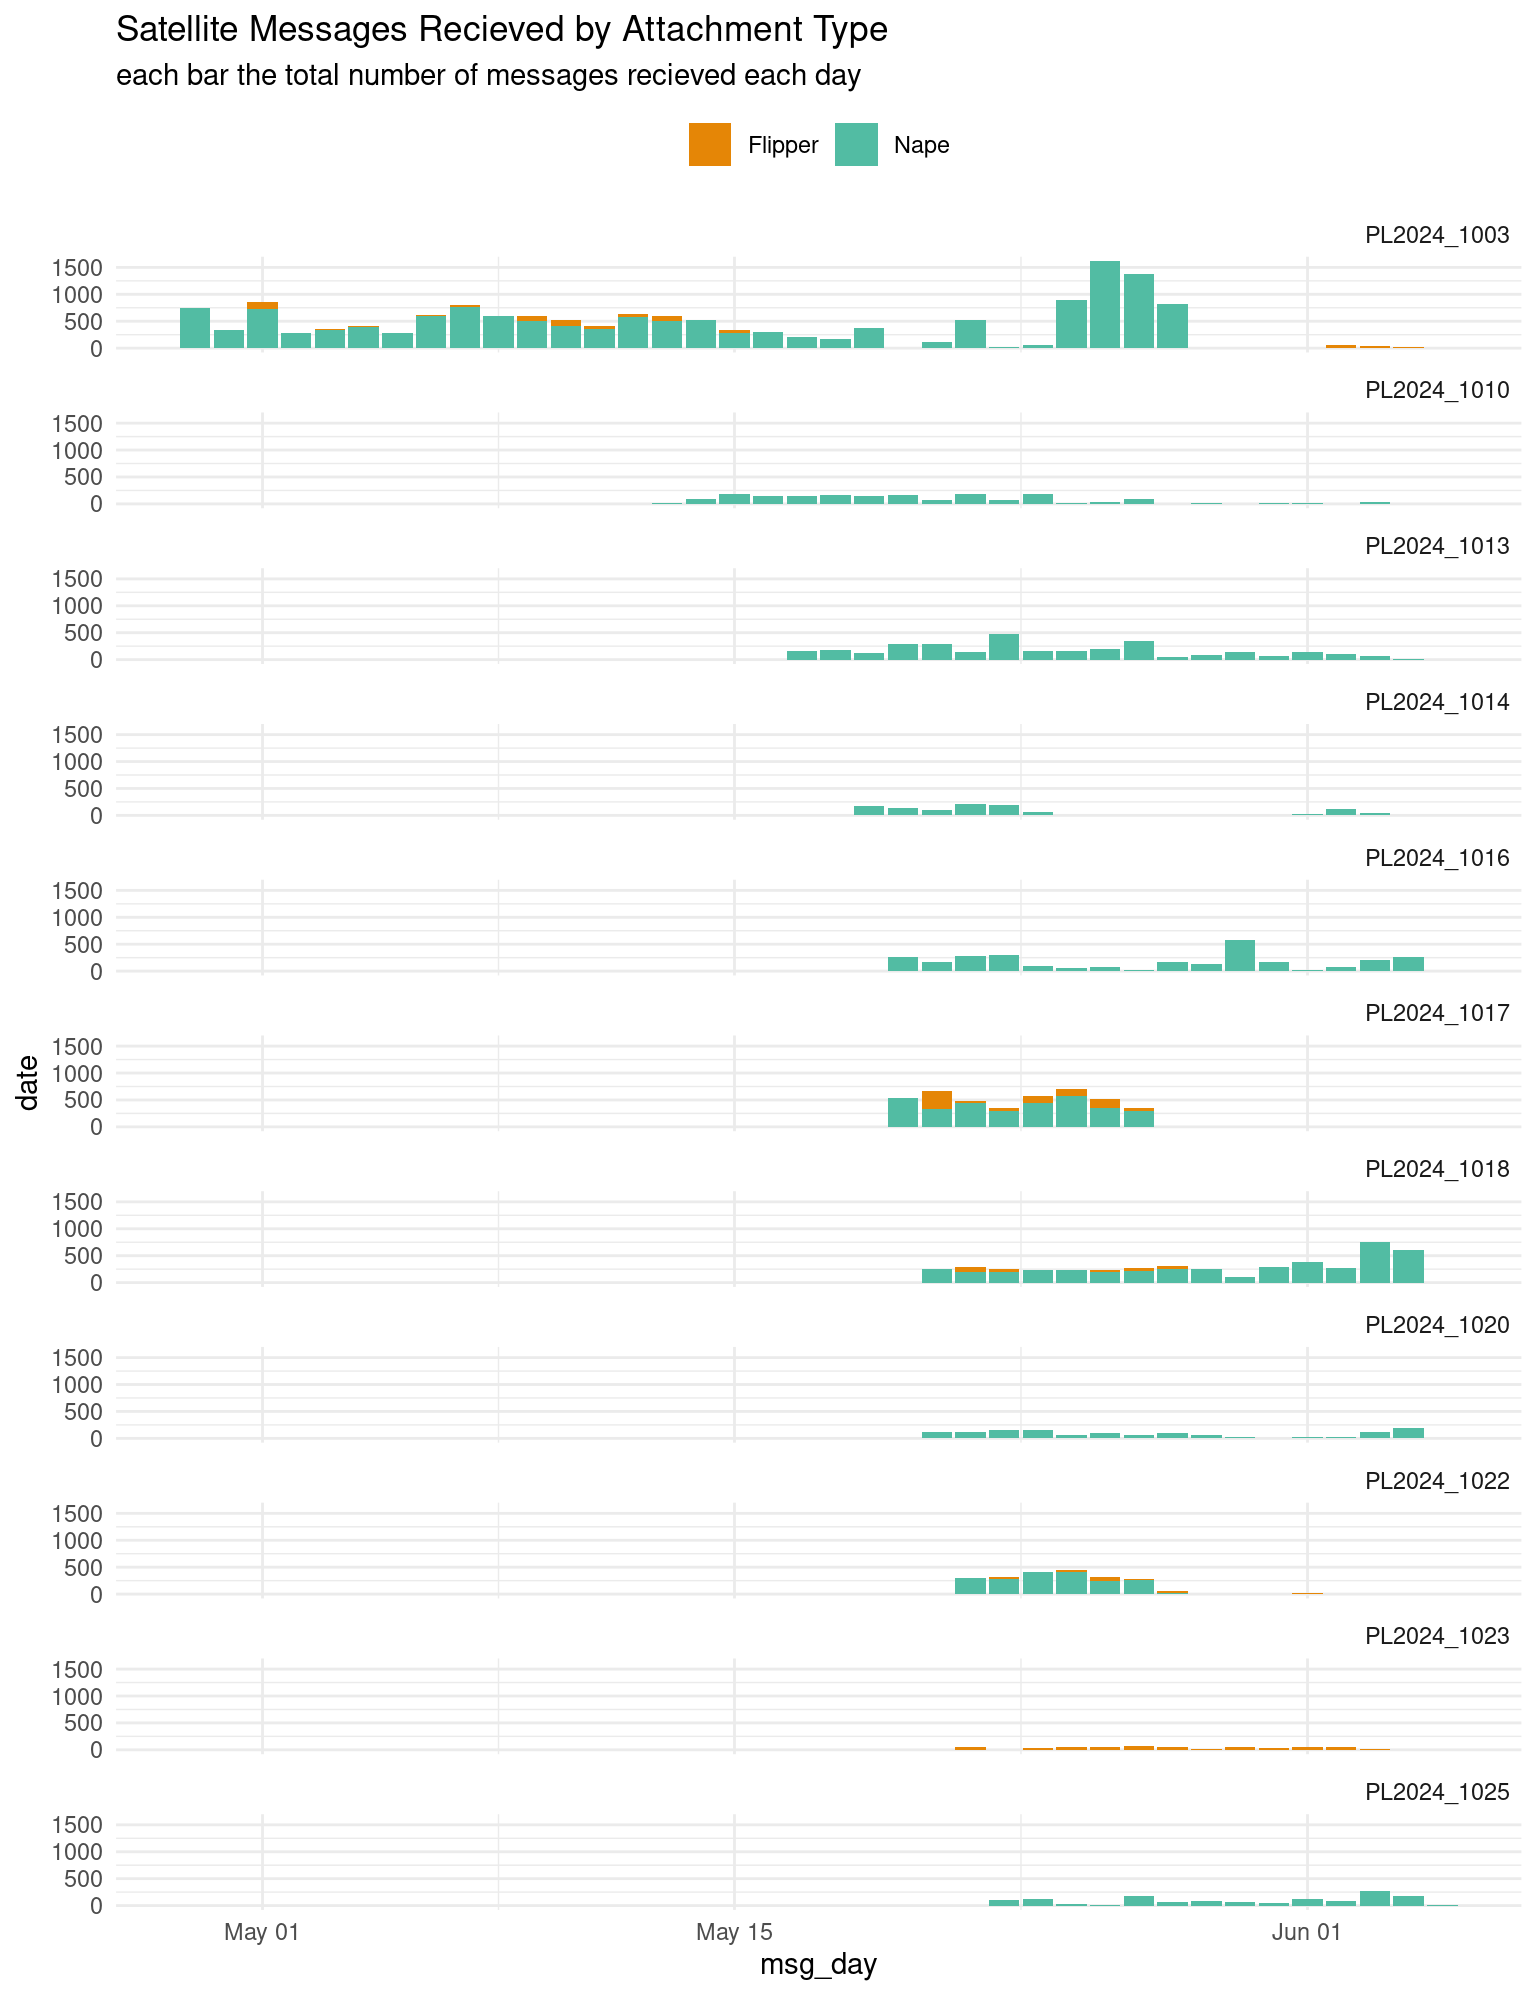 Satellite Messages Recieved by Attachment Type
each bar the total number of messages recieved each day
Flipper
Nape
PL2024_1003
1500
1000
500
0
PL2024_1010
1500
1000
500
0
PL2024_1013
1500
1000
500
0
PL2024_1014
1500
1000
500
0
PL2024_1016
1500
1000
500
0
PL2024_1017
1500
1000
500
0
date
PL2024_1018
1500
1000
500
0
PL2024_1020
1500
1000
500
0
PL2024_1022
1500
1000
500
0
PL2024_1023
1500
1000
500
0
PL2024_1025
1500
1000
500
0
May 01
May 15
Jun 01
msg_day